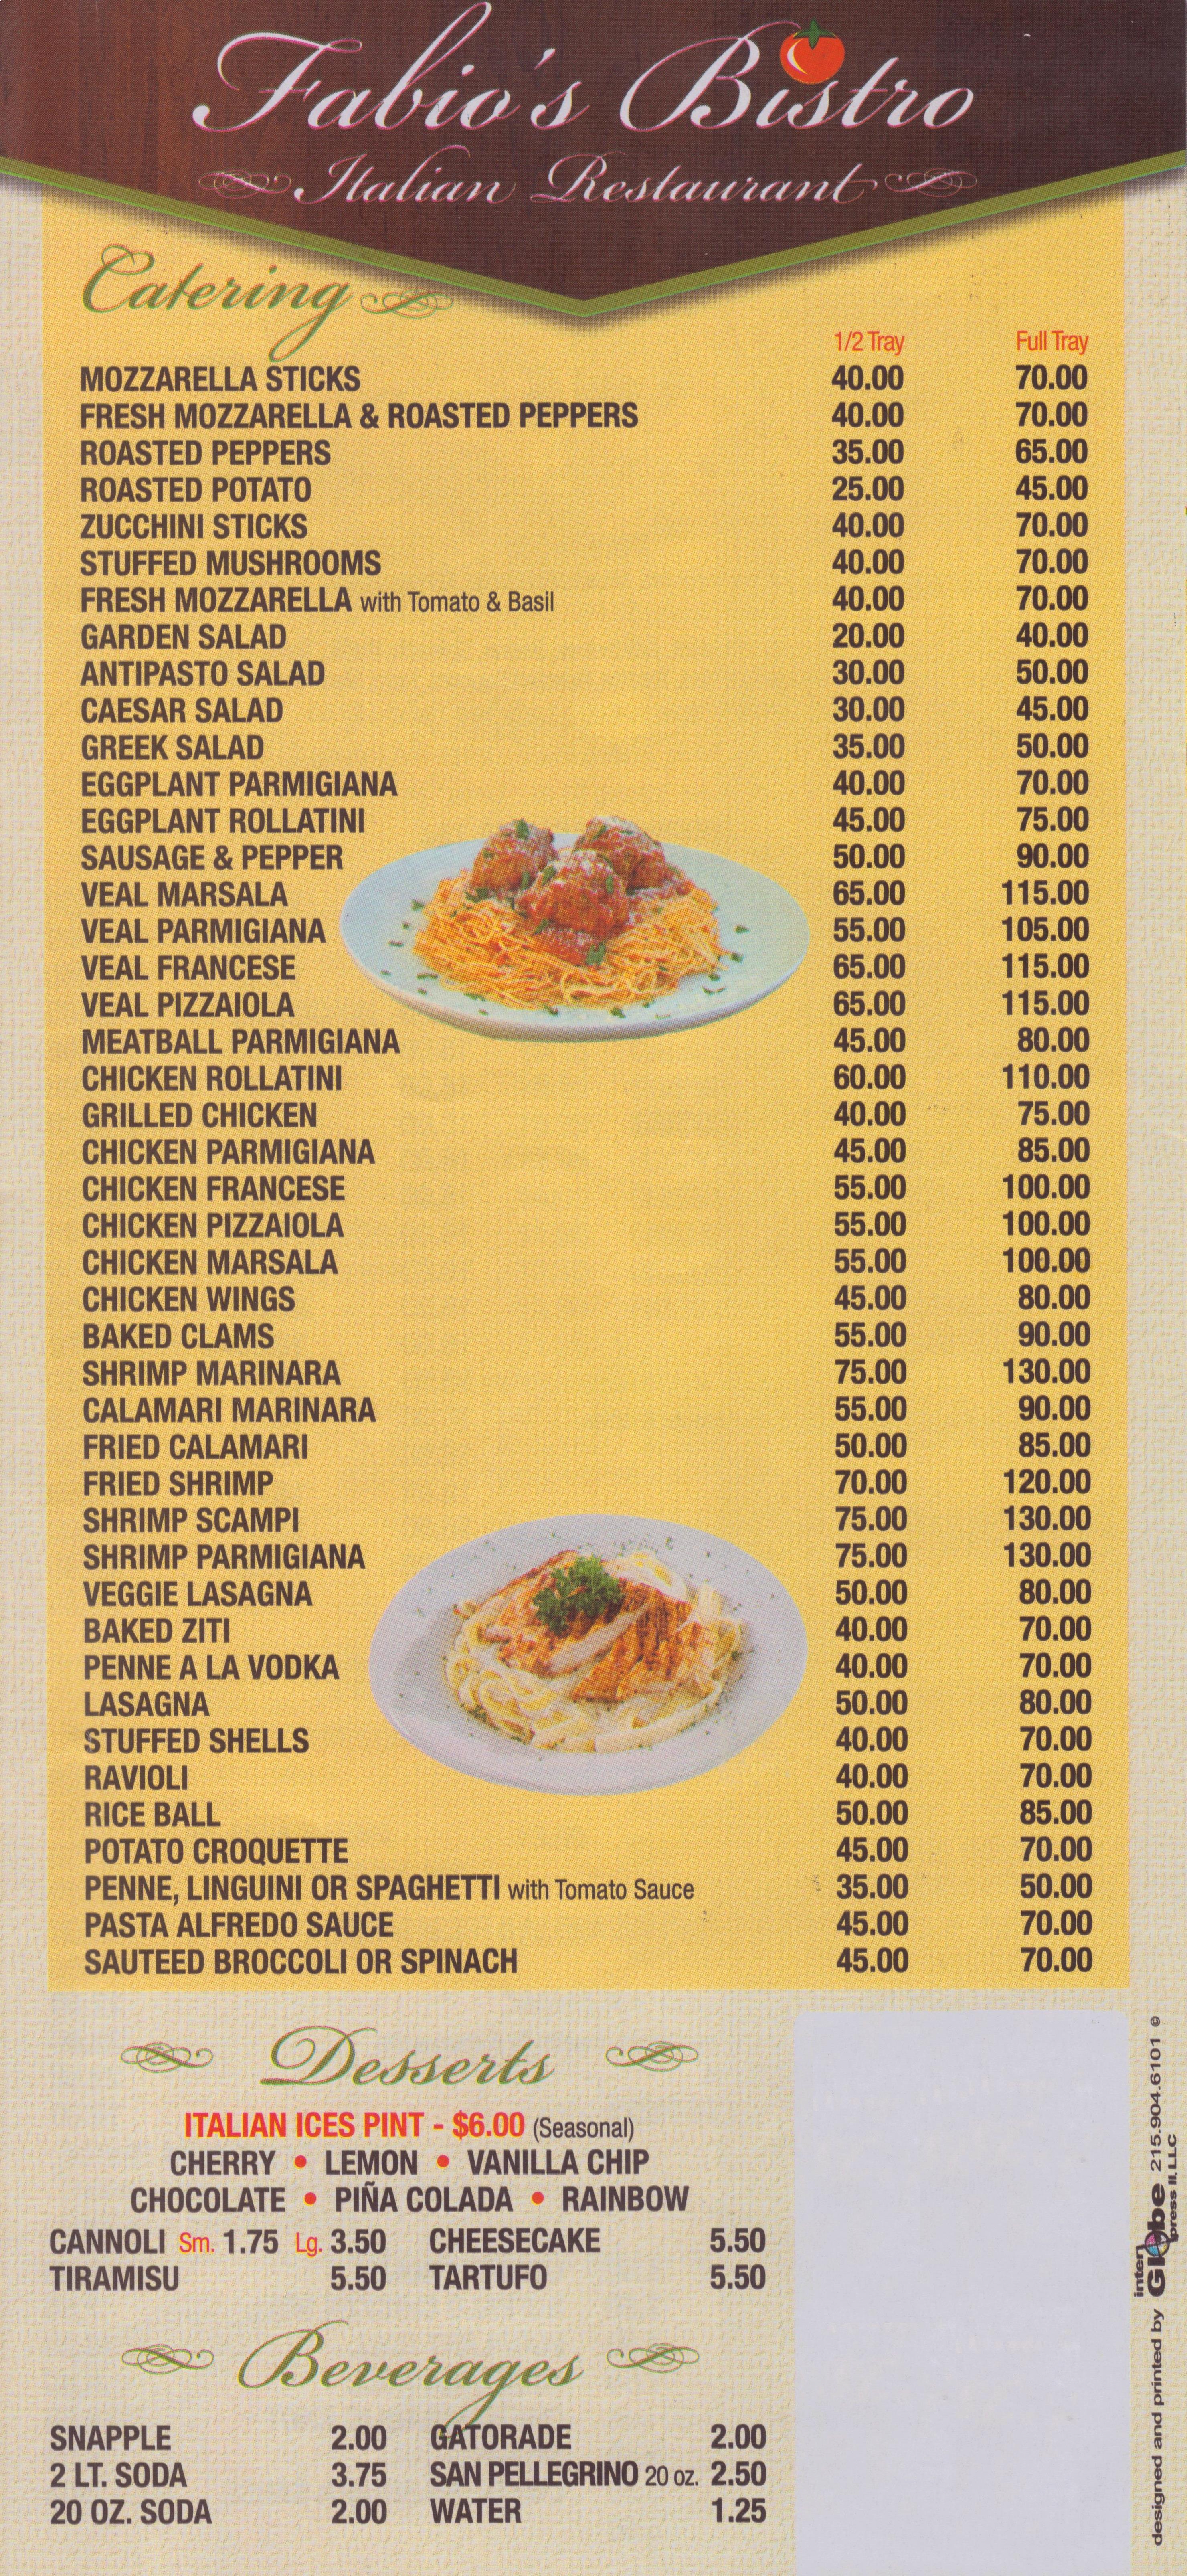 Fabio's Bistro
Italian Restaurant
Catering
1/2 Tray Full Tray
MOZZARELLA STICKS 40.00 70.00
FRESH MOZZARELLA & ROASTED PEPPERS 40.00 70.00
ROASTED PEPPERS 35.00 65.00
ROASTED POTATO 25.00 45.00
ZUCCHINI STICKS 40.00 70.00
STUFFED MUSHROOMS 40.00 70.00
FRESH MOZZARELLA with Tomato & Basil 40.00 70.00
GARDEN SALAD 20.00 40.00
ANTIPASTO SALAD 30.00 50.00
CAESAR SALAD 30.00 45.00
GREEK SALAD 35.00 50.00
EGGPLANT PARMIGIANA 40.00 70.00
EGGPLANT ROLLATINI 45.00 75.00
SAUSAGE & PEPPER 50.00 90.00
VEAL MARSALA 65.00 115.00
VEAL PARMIGIANA 55.00 105.00
VEAL FRANCESE 65.00 115.00
VEAL PIZZAIOLA 65.00 115.00
MEATBALL PARMIGIANA 45.00 80.00
CHICKEN ROLLATINI 60.00 110.00
GRILLED CHICKEN 40.00 75.00
CHICKEN PARMIGIANA 45.00 85.00
CHICKEN FRANCESE 55.00 100.00
CHICKEN PIZZAIOLA 55.00 100.00
CHICKEN MARSALA 55.00 100.00
CHICKEN WINGS 45.00 80.00
BAKED CLAMS 55.00 90.00
SHRIMP MARINARA 75.00 130.00
CALAMARI MARINARA 55.00 90.00
FRIED CALAMARI 50.00 85.00
FRIED SHRIMP 70.00 120.00
SHRIMP SCAMPI 75.00 130.00
SHRIMP PARMIGIANA 75.00 130.00
VEGGIE LASAGNA 50.00 80.00
BAKED ZITI 40.00 70.00
PENNE A LA VODKA 40.00 70.00
LASAGNA 50.00 80.00
STUFFED SHELLS 40.00 70.00
RAVIOLI 40.00 70.00
RICE BALL 50.00 85.00
POTATO CROQUETTE 45.00 70.00
PENNE, LINGUINI OR SPAGHETTI with Tomato Sauce 35.00 50.00
PASTA ALFREDO SAUCE 45.00 70.00
SAUTEED BROCCOLI OR SPINACH 45.00 70.00
Desserts
ITALIAN ICES PINT - $6.00 (Seasonal)
CHERRY • LEMON • VANILLA CHIP
CHOCOLATE • PIÑA COLADA • RAINBOW
CANNOLI Sm. 1.75 Lg. 3.50 CHEESECAKE 5.50
TIRAMISU 5.50 TARTUFO 5.50
Beverages
SNAPPLE 2.00 GATORADE 2.00
2 LT. SODA 3.75 SAN PELLEGRINO 20 oz. 2.50
20 OZ. SODA 2.00 WATER 1.25
designed and printed by inter Globe press II, LLC 215.904.6101 ©